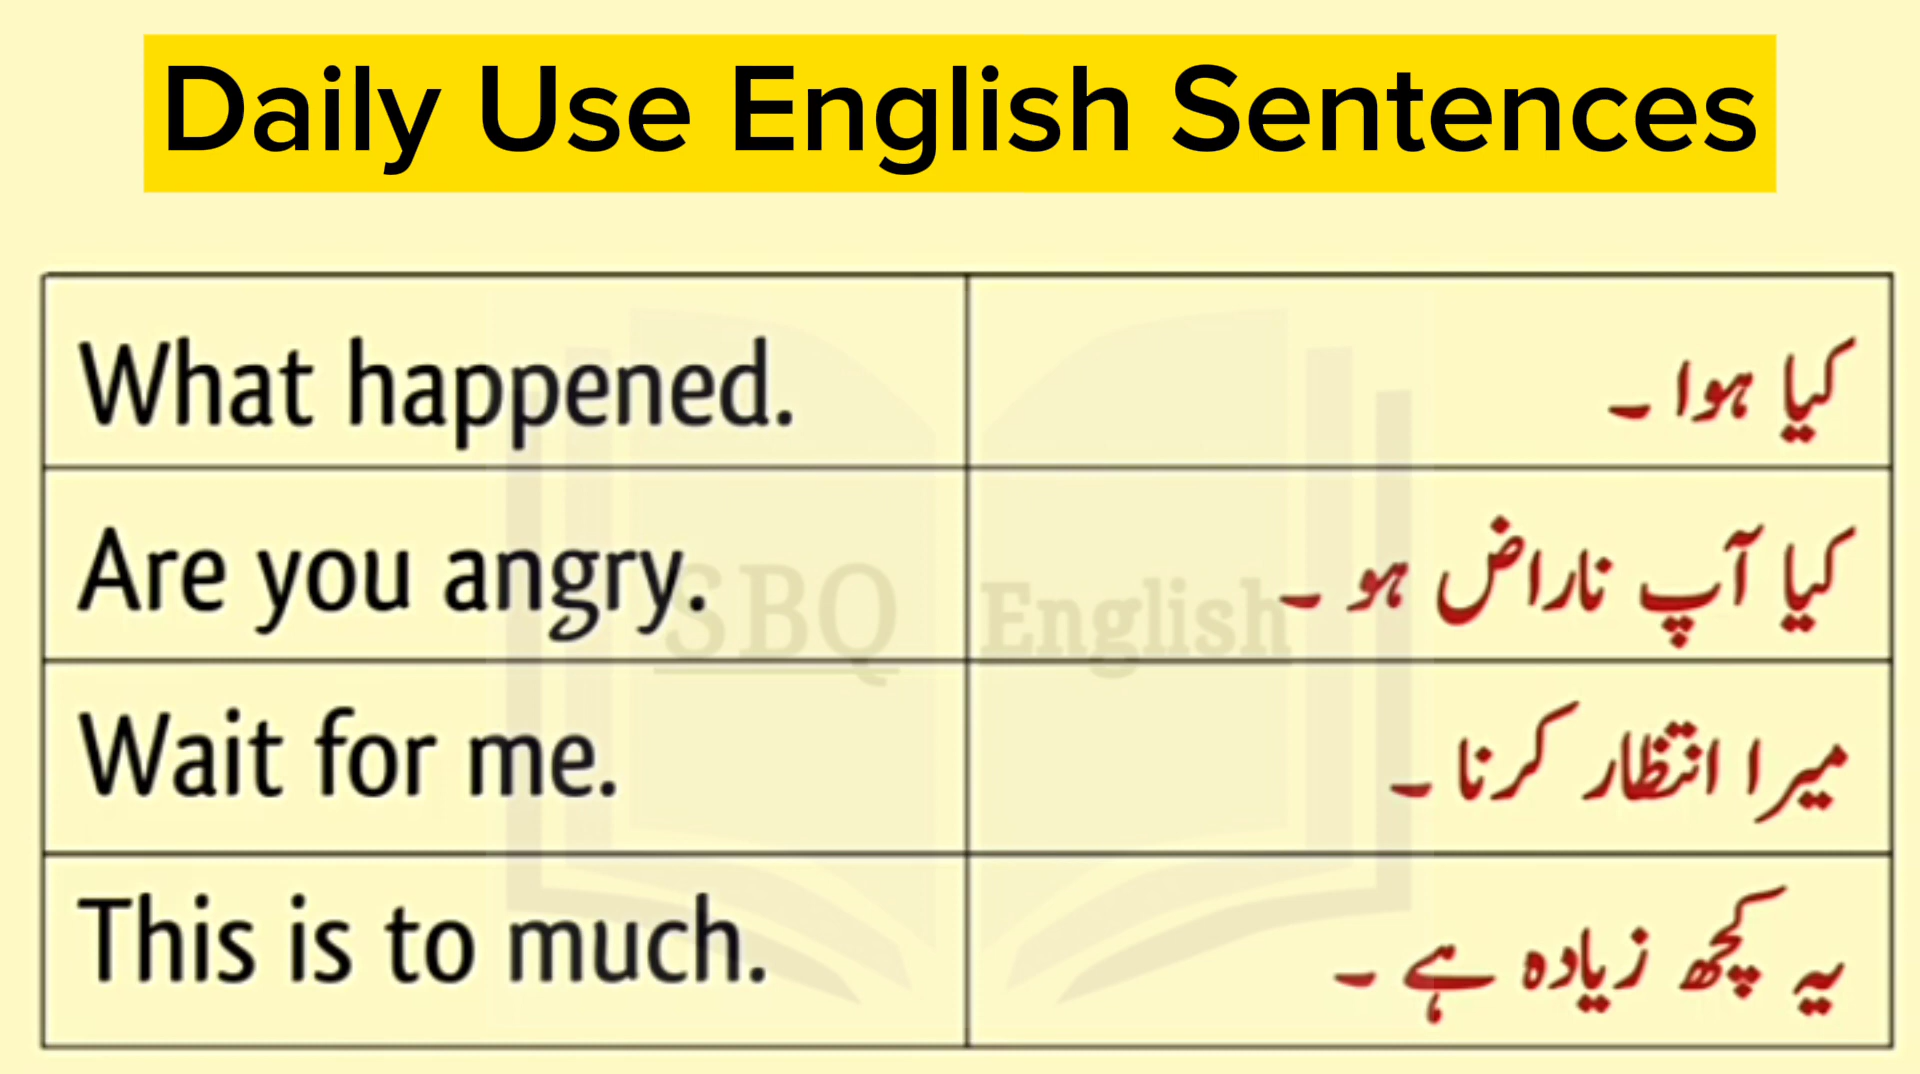 Daily Use English Sentences
What happened.
کیا ہوا ۔
Are you angry.
کیا آپ ناراض ہو ۔
Wait for me.
میرا انتظار کرنا ۔
This is to much.
یہ کچھ زیادہ ہے ۔
SBQ English